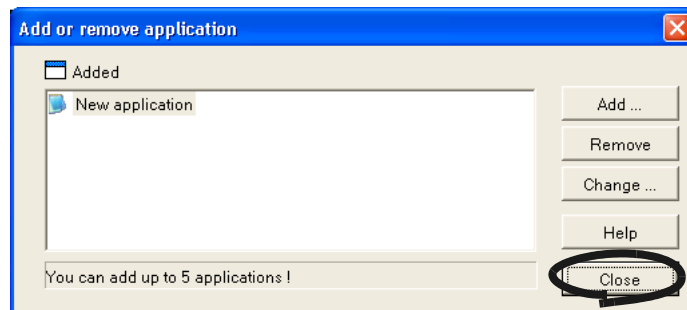 Add or remove application
Added
New application
Add ...
Remove
Change ...
Help
You can add up to 5 applications !
Close